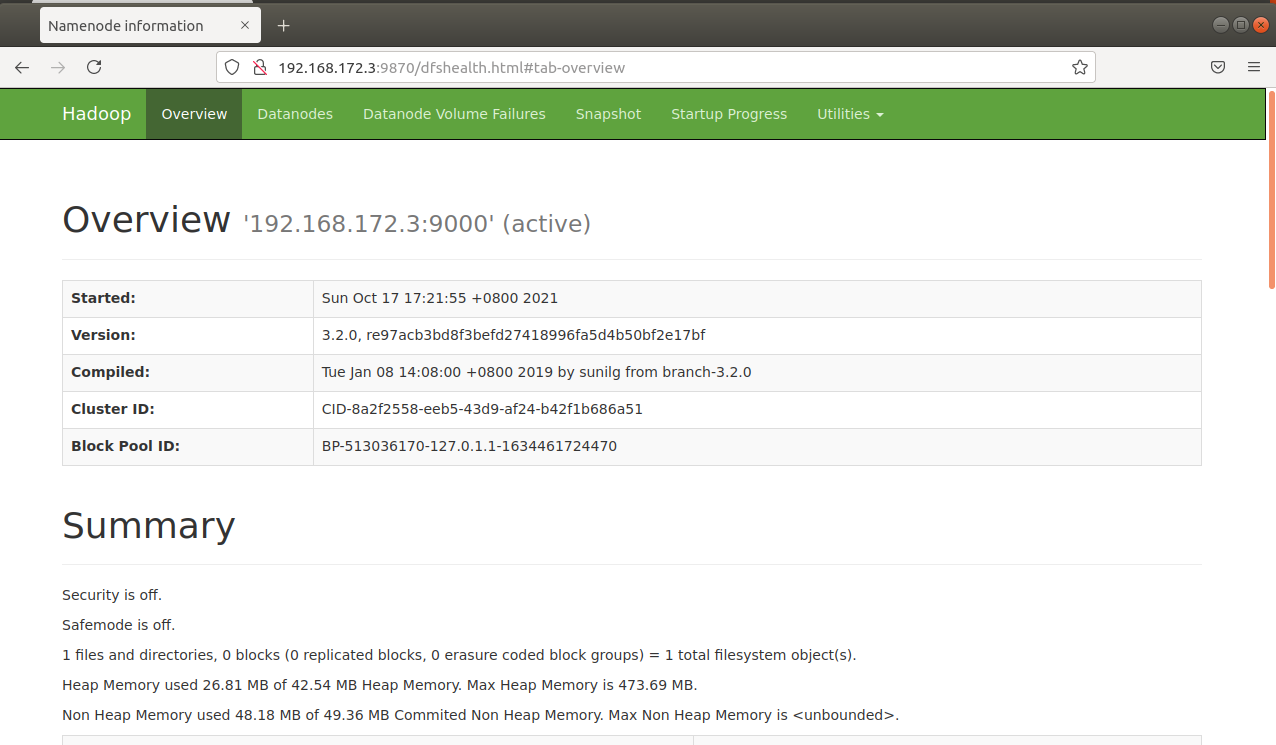 Namenode information
192.168.172.3:9870/dfshealth.html#tab-overview
Hadoop Overview Datanodes Datanode Volume Failures Snapshot Startup Progress Utilities
Overview '192.168.172.3:9000' (active)
Started: Sun Oct 17 17:21:55 +0800 2021
Version: 3.2.0, re97acb3bd8f3befd27418996fa5d4b50bf2e17bf
Compiled: Tue Jan 08 14:08:00 +0800 2019 by sunilg from branch-3.2.0
Cluster ID: CID-8a2f2558-eeb5-43d9-af24-b42f1b686a51
Block Pool ID: BP-513036170-127.0.1.1-1634461724470
Summary
Security is off.
Safemode is off.
1 files and directories, 0 blocks (0 replicated blocks, 0 erasure coded block groups) = 1 total filesystem object(s).
Heap Memory used 26.81 MB of 42.54 MB Heap Memory. Max Heap Memory is 473.69 MB.
Non Heap Memory used 48.18 MB of 49.36 MB Commited Non Heap Memory. Max Non Heap Memory is <unbounded>.